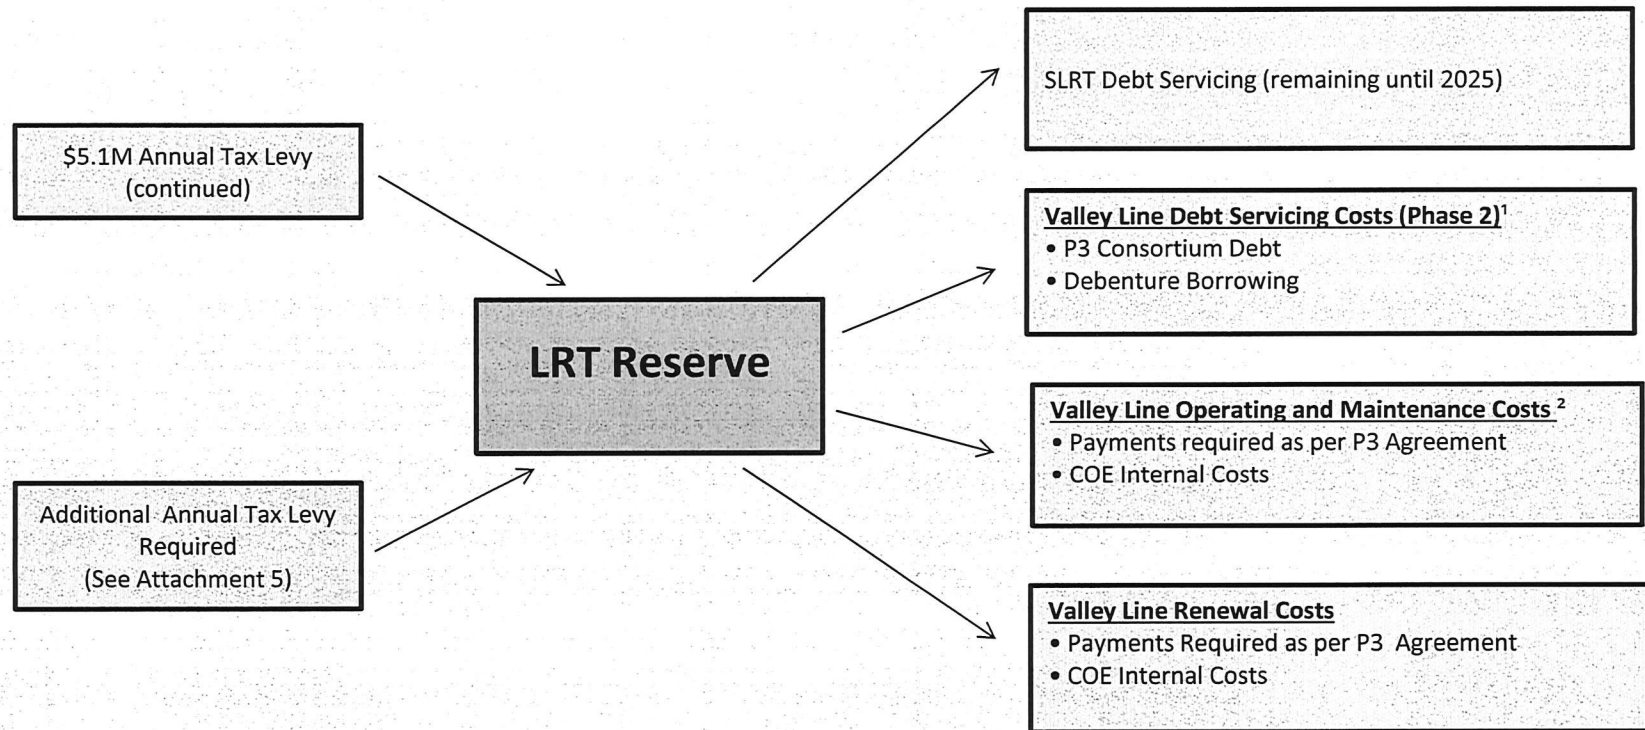 $5.1M Annual Tax Levy
(continued)
Additional Annual Tax Levy
Required
(See Attachment 5)
LRT Reserve
SLRT Debt Servicing (remaining until 2025)
Valley Line Debt Servicing Costs (Phase 2)¹
• P3 Consortium Debt
• Debenture Borrowing
Valley Line Operating and Maintenance Costs ²
• Payments required as per P3 Agreement
• COE Internal Costs
Valley Line Renewal Costs
• Payments Required as per P3 Agreement
• COE Internal Costs